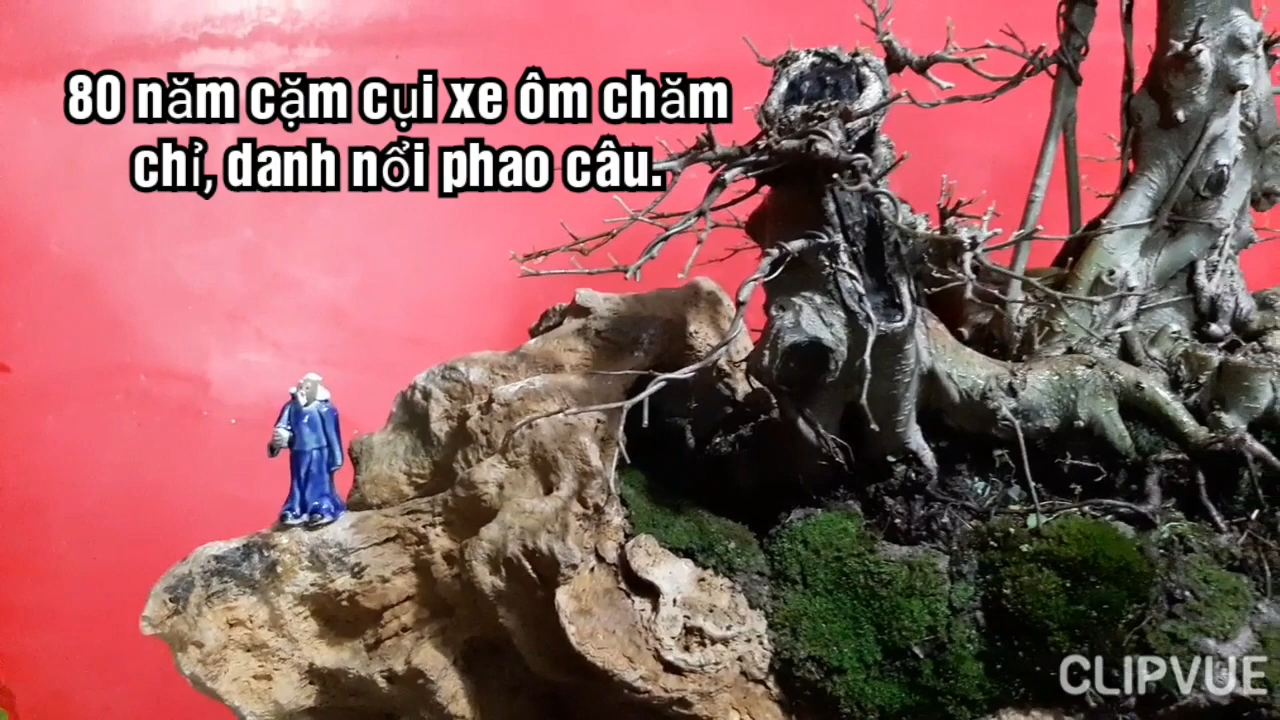 80 năm cặm cụi xe ôm chăm
chỉ, danh nổi phao câu.
CLIPVUE